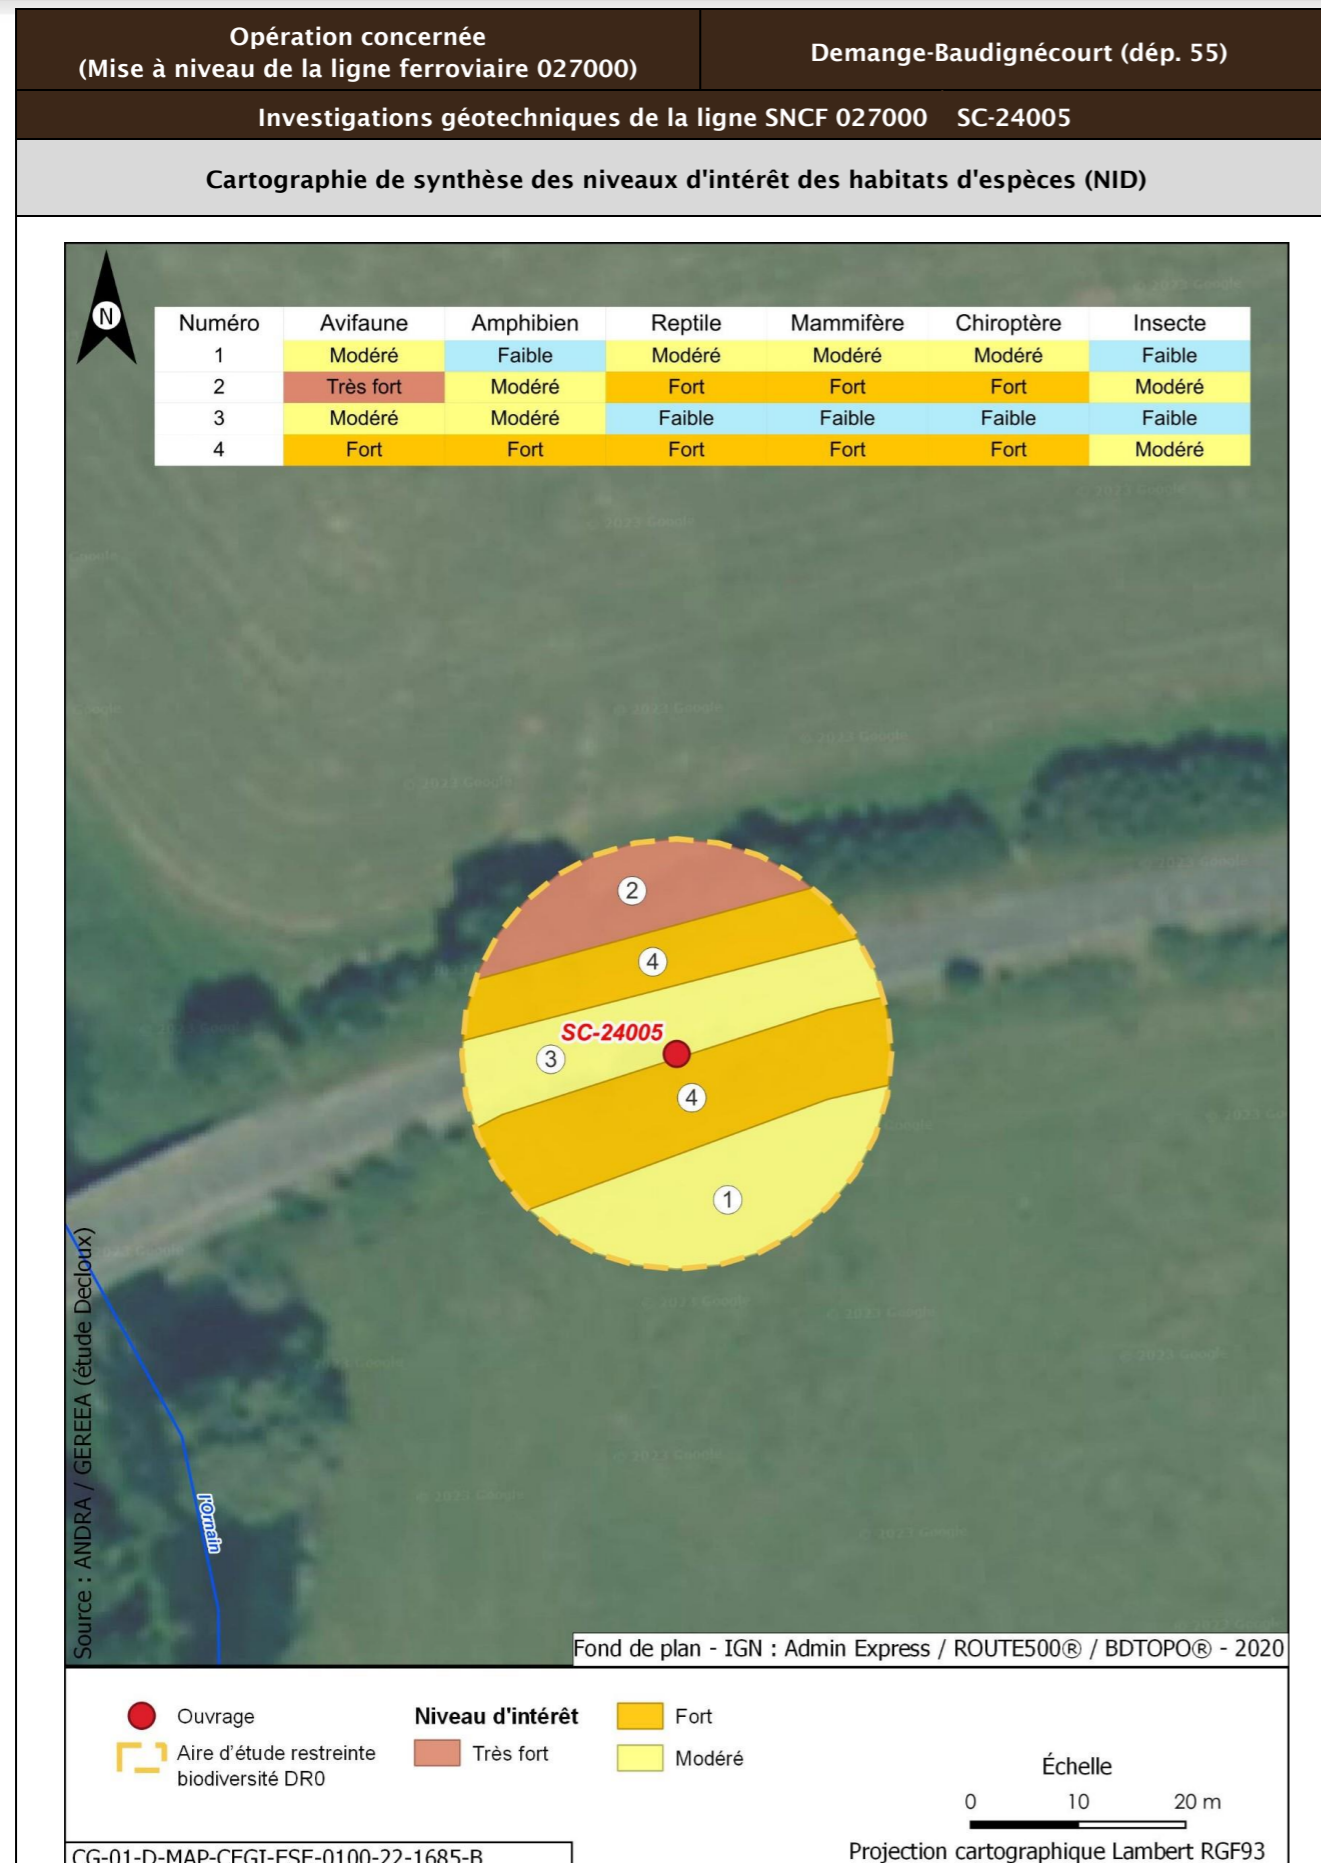 Opération concernée
(Mise à niveau de la ligne ferroviaire 027000)
Demange-Baudignécourt (dép. 55)
Investigations géotechniques de la ligne SNCF 027000 SC-24005
Cartographie de synthèse des niveaux d'intérêt des habitats d'espèces (NID)
N
Numéro Avifaune Amphibien Reptile Mammifère Chiroptère Insecte
1 Modéré Faible Modéré Modéré Modéré Faible
2 Très fort Modéré Fort Fort Fort Modéré
3 Modéré Modéré Faible Faible Faible Faible
4 Fort Fort Fort Fort Fort Modéré
2
4
SC-24005
3
4
1
l'Ornain
Source : ANDRA / GEREEA (étude Decloux)
Fond de plan - IGN : Admin Express / ROUTE500® / BDTOPO® - 2020
Ouvrage
Aire d'étude restreinte
biodiversité DR0
Niveau d'intérêt
Très fort
Fort
Modéré
Échelle
0 10 20 m
Projection cartographique Lambert RGF93
CG-01-D-MAP-CEGI-ESE-0100-22-1685-B